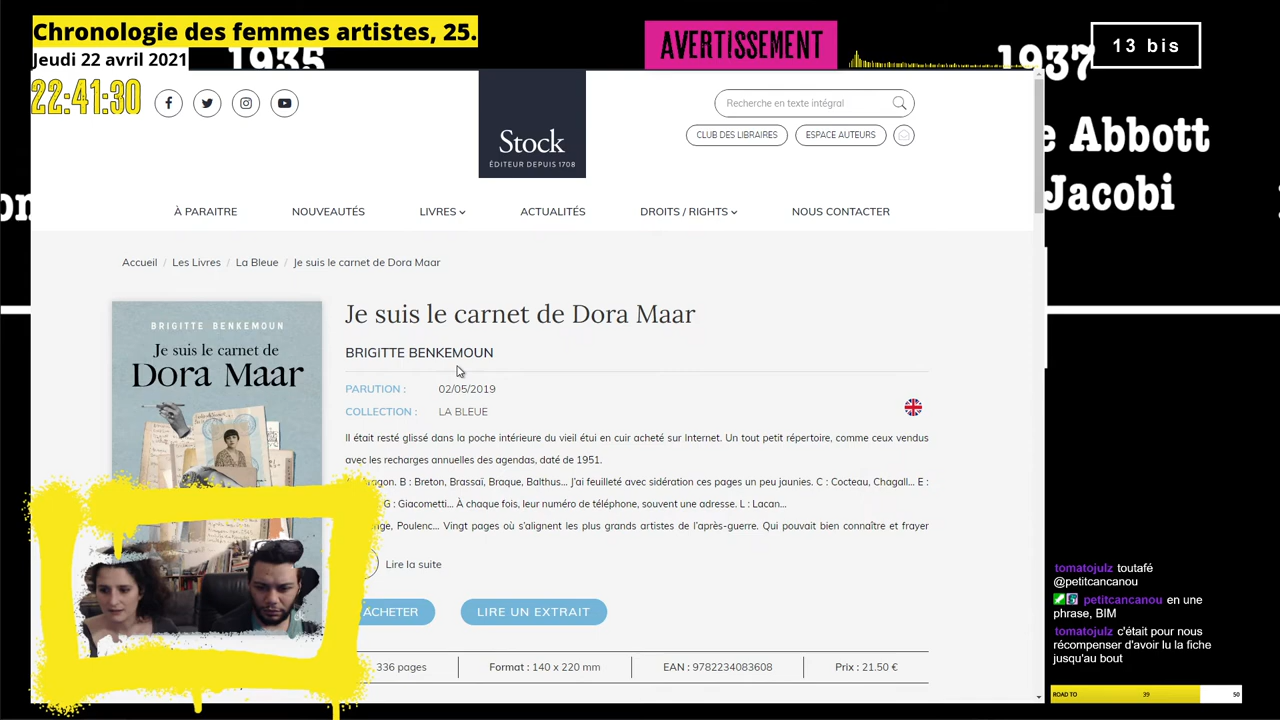 Chronologie des femmes artistes, 25.
Jeudi 22 avril 2021
22:41:30
1935
AVERTISSEMENT
1937
13 bis
Abbott
Jacobi
Recherche en texte intégral
CLUB DES LIBRAIRES
ESPACE AUTEURS
Stock
ÉDITEUR DEPUIS 1708
À PARAITRE
NOUVEAUTÉS
LIVRES
ACTUALITÉS
DROITS / RIGHTS
NOUS CONTACTER
Accueil / Les Livres / La Bleue / Je suis le carnet de Dora Maar
BRIGITTE BENKEMOUN
Je suis le carnet de
Dora Maar
Je suis le carnet de Dora Maar
BRIGITTE BENKEMOUN
PARUTION : 02/05/2019
COLLECTION : LA BLEUE
Il était resté glissé dans la poche intérieure du vieil étui en cuir acheté sur Internet. Un tout petit répertoire, comme ceux vendus
avec les recharges annuelles des agendas, daté de 1951.
B : Breton, Brassaï, Braque, Balthus... J'ai feuilleté avec sidération ces pages un peu jaunies. C : Cocteau, Chagall... E :
G : Giacometti... À chaque fois, leur numéro de téléphone, souvent une adresse. L : Lacan...
Poulenc... Vingt pages où s'alignent les plus grands artistes de l'après-guerre. Qui pouvait bien connaître et frayer
Lire la suite
ACHETER
LIRE UN EXTRAIT
336 pages
Format : 140 x 220 mm
EAN : 9782234083608
Prix : 21.50 €
tomatojulz toutafé
@petitcancanou
petitcancanou en une
phrase, BIM
tomatojulz c'était pour nous
récompenser d'avoir lu la fiche
jusqu'au bout
ROAD TO
39
50